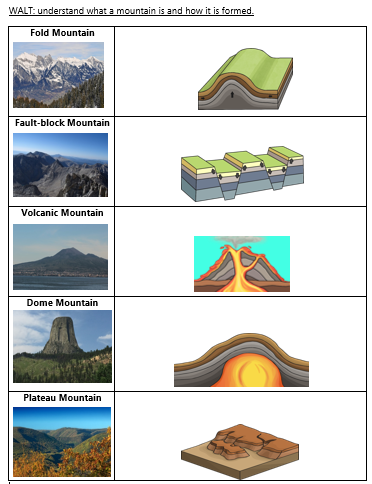 WALT: understand what a mountain is and how it is formed.
Fold Mountain
Fault-block Mountain
Volcanic Mountain
Dome Mountain
Plateau Mountain